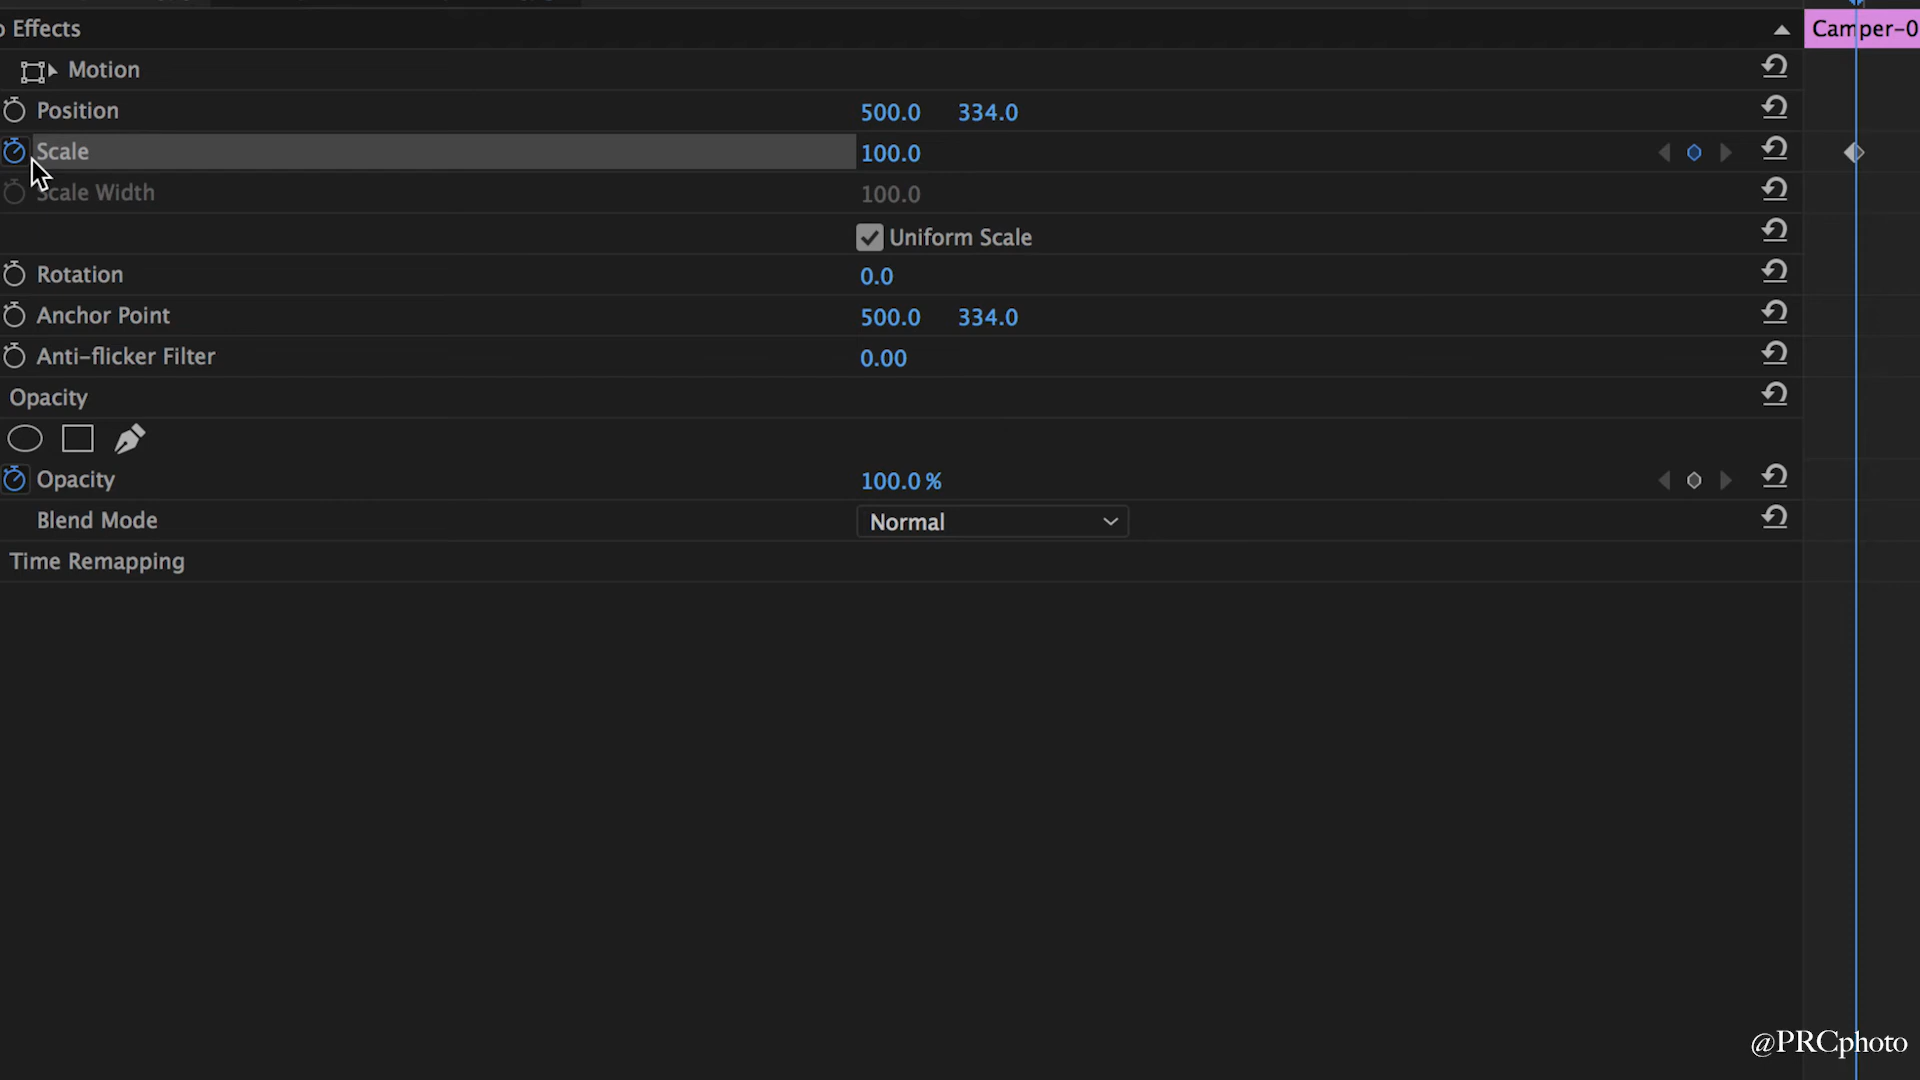 Effects
Camper-0
Motion
Position 500.0 334.0
Scale 100.0
Scale Width 100.0
Uniform Scale
Rotation 0.0
Anchor Point 500.0 334.0
Anti-flicker Filter 0.00
Opacity
Opacity 100.0 %
Blend Mode Normal
Time Remapping
@PRCphoto